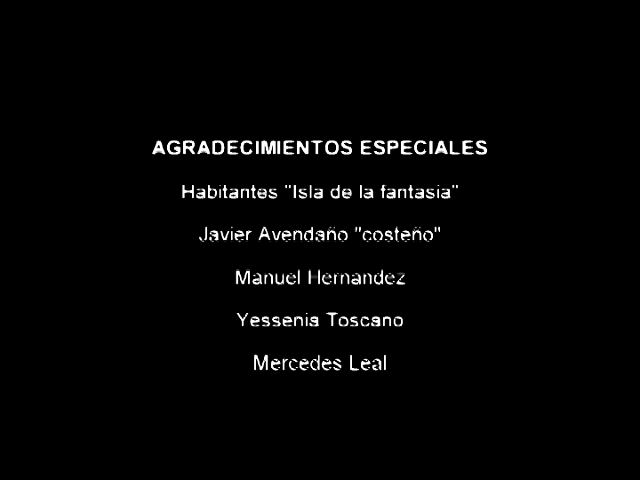 AGRADECIMIENTOS ESPECIALES
Habitantes "Isla de la fantasia"
Javier Avendaño "costeño"
Manuel Hernandez
Yessenia Toscano
Mercedes Leal